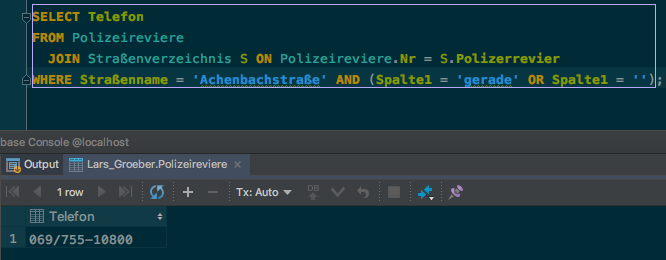 SELECT Telefon
FROM Polizeireviere
JOIN Straßenverzeichnis S ON Polizeireviere.Nr = S.Polizerrevier
WHERE Straßenname = 'Achenbachstraße' AND (Spalte1 = 'gerade' OR Spalte1 = '');
base Console @localhost
Output Lars_Groeber.Polizeireviere
1 row Tx: Auto DB
Telefon
1 069/755-10800